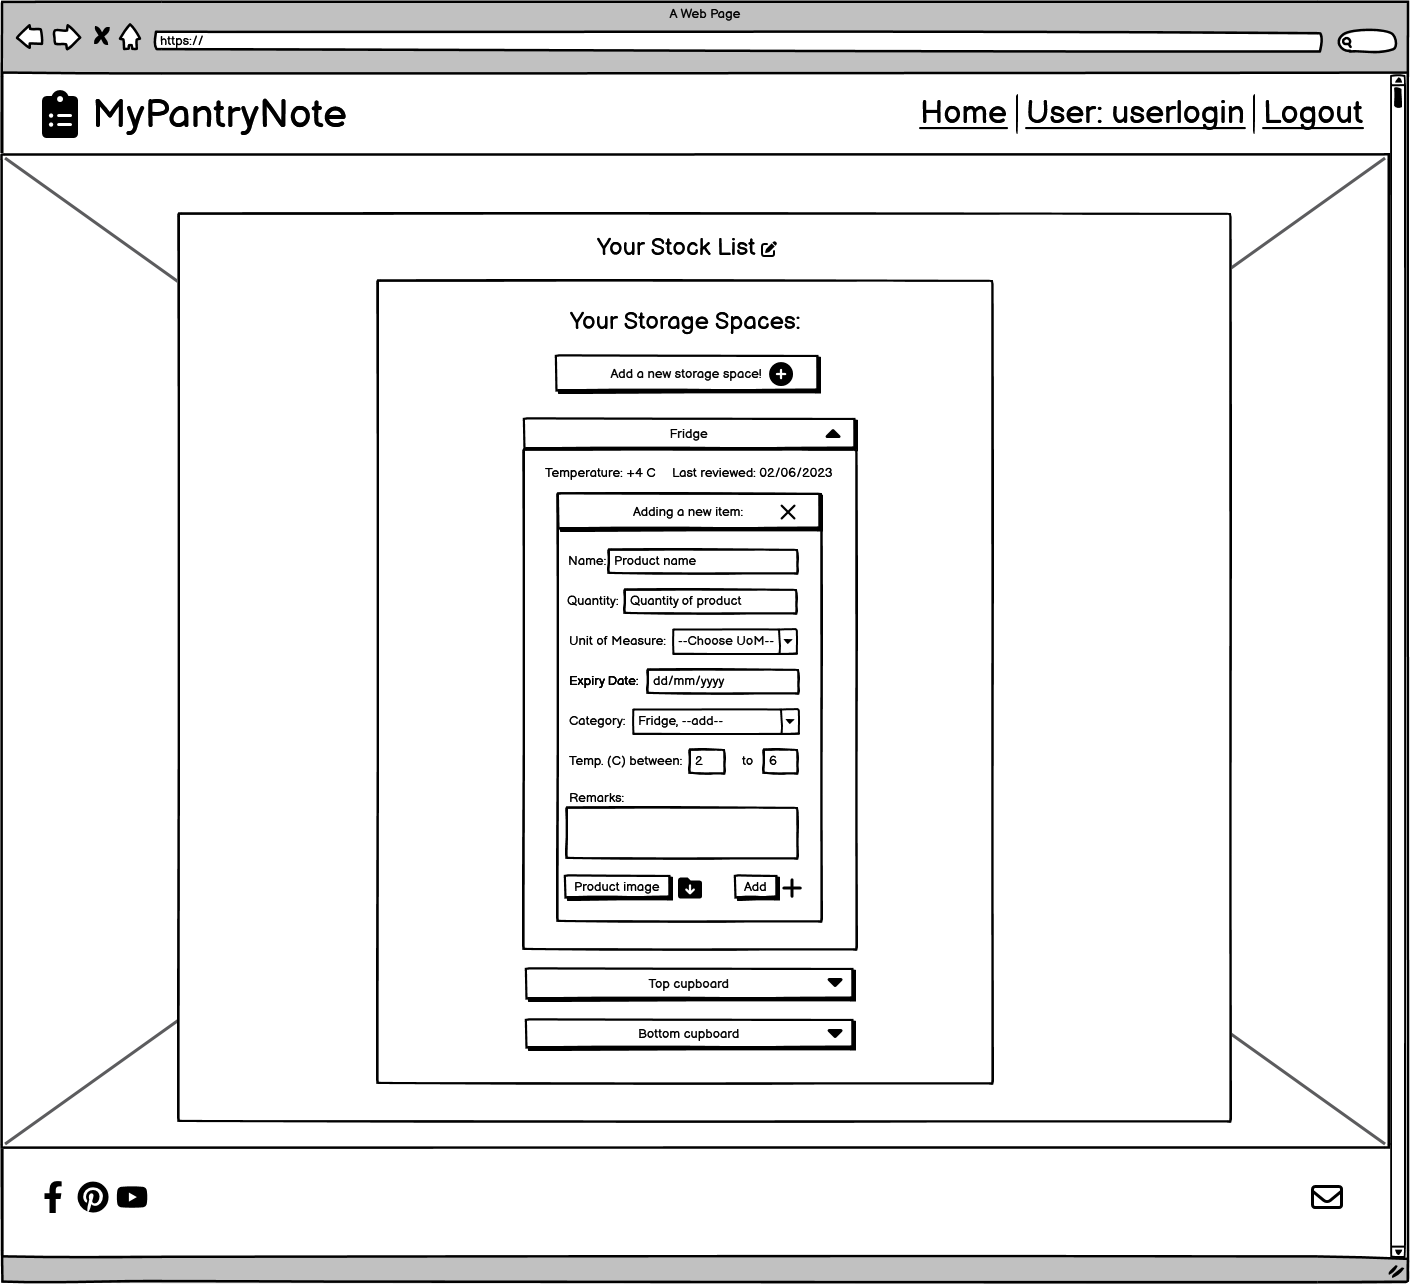 A Web Page
https://
MyPantryNote
Home User: userlogin Logout
Your Stock List
Your Storage Spaces:
Add a new storage space!
Fridge
Temperature: +4 C Last reviewed: 02/06/2023
Adding a new item:
Name: Product name
Quantity: Quantity of product
Unit of Measure: --Choose UoM--
Expiry Date: dd/mm/yyyy
Category: Fridge, --add--
Temp. (C) between: 2 to 6
Remarks:
Product image Add
Top cupboard
Bottom cupboard